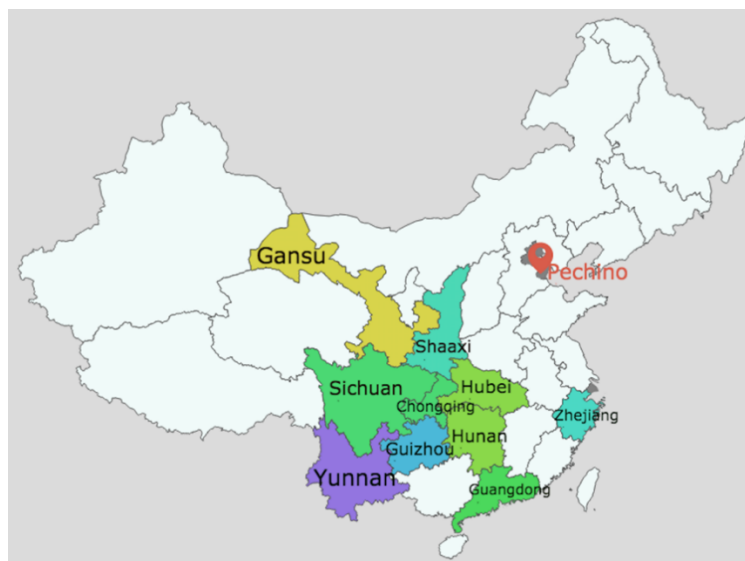 Gansu
Pechino
Shaaxi
Sichuan
Hubei
Chongqing
Zhejiang
Guizhou
Hunan
Yunnan
Guangdong